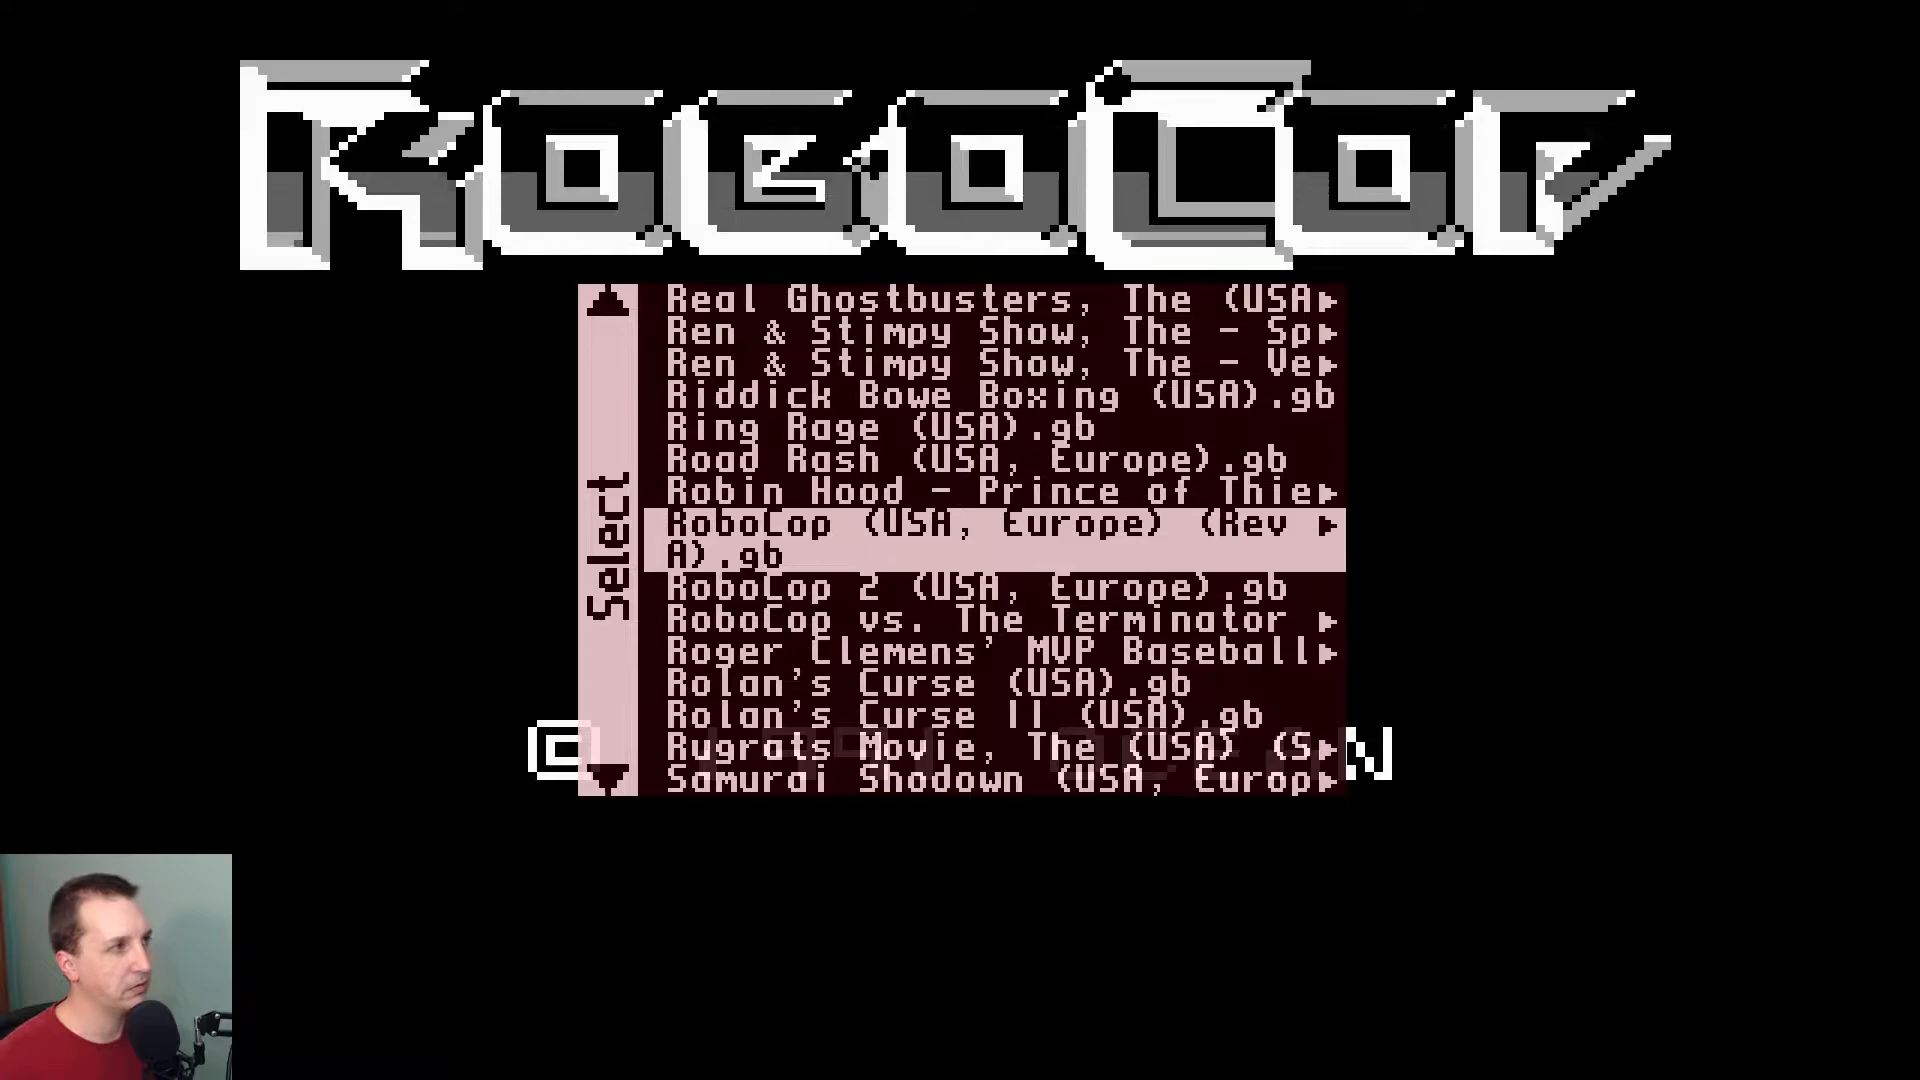 ROBOCOP
Select
Real Ghostbusters, The (USA▸
Ren & Stimpy Show, The - Sp▸
Ren & Stimpy Show, The - Ve▸
Riddick Bowe Boxing (USA).gb
Ring Rage (USA).gb
Road Rash (USA, Europe).gb
Robin Hood - Prince of Thie▸
RoboCop (USA, Europe) (Rev ▸
A).gb
RoboCop 2 (USA, Europe).gb
RoboCop vs. The Terminator ▸
Roger Clemens' MVP Baseball▸
Rolan's Curse (USA).gb
Rolan's Curse II (USA).gb
Rugrats Movie, The (USA) (S▸
Samurai Shodown (USA, Europ▸